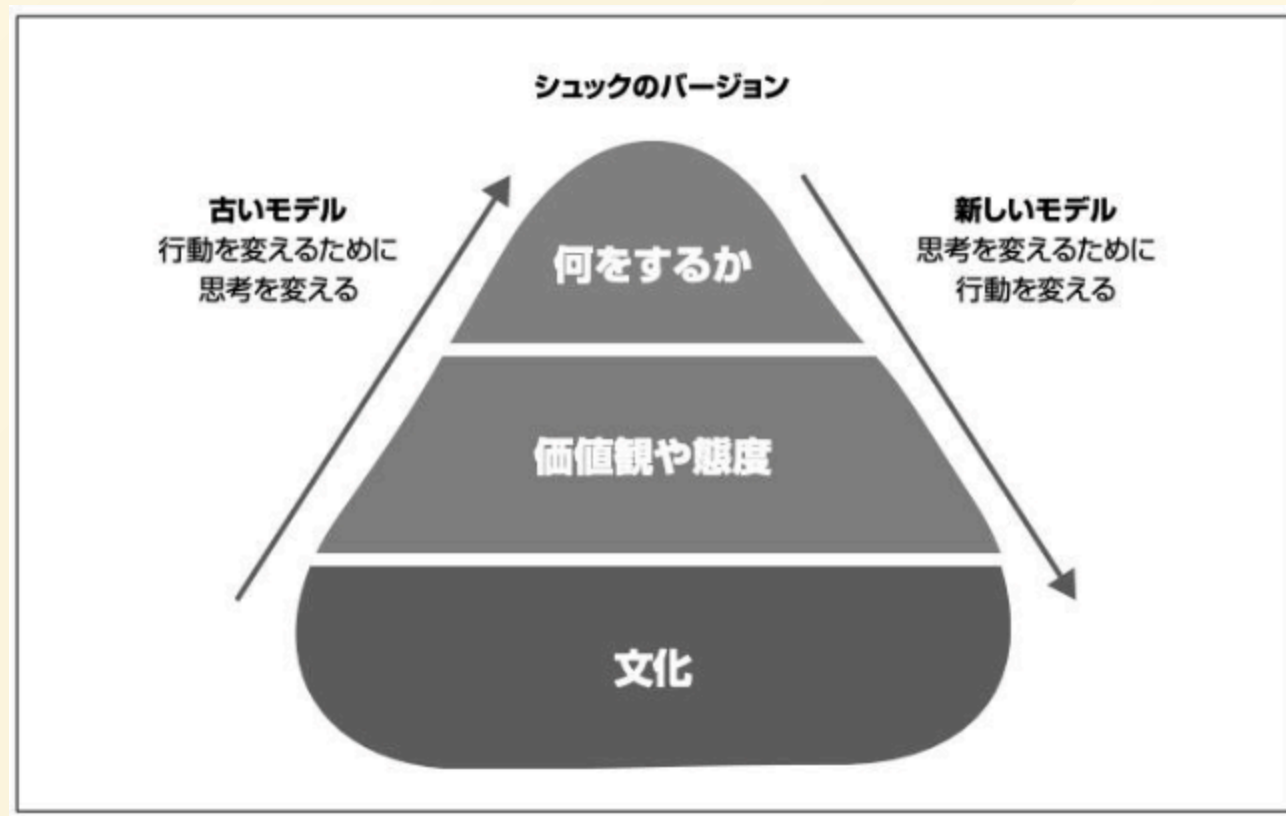 シュックのバージョン
古いモデル
行動を変えるために
思考を変える
新しいモデル
思考を変えるために
行動を変える
何をするか
価値観や態度
文化